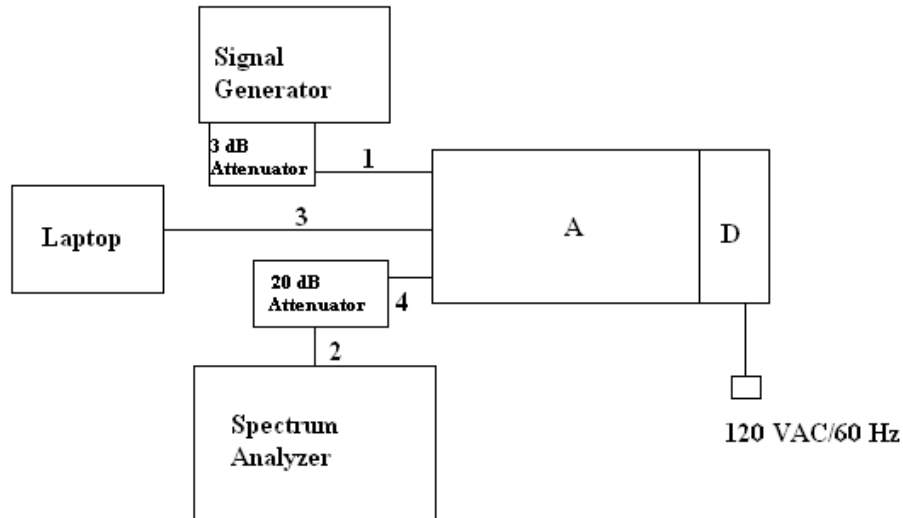 Signal
Generator
3 dB
Attenuator
1
3
Laptop
A
D
20 dB
Attenuator
4
2
Spectrum
Analyzer
120 VAC/60 Hz